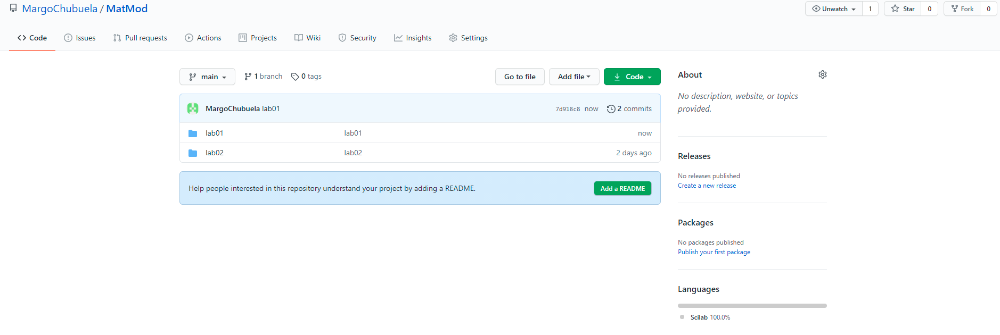 MargoChubuela / MatMod
Unwatch 1 Star 0 Fork 0
Code Issues Pull requests Actions Projects Wiki Security Insights Settings
main 1 branch 0 tags Go to file Add file Code
MargoChubuela lab01 7d918c8 now 2 commits
lab01 lab01 now
lab02 lab02 2 days ago
Help people interested in this repository understand your project by adding a README. Add a README
About
No description, website, or topics
provided.
Releases
No releases published
Create a new release
Packages
No packages published
Publish your first package
Languages
Scilab 100.0%